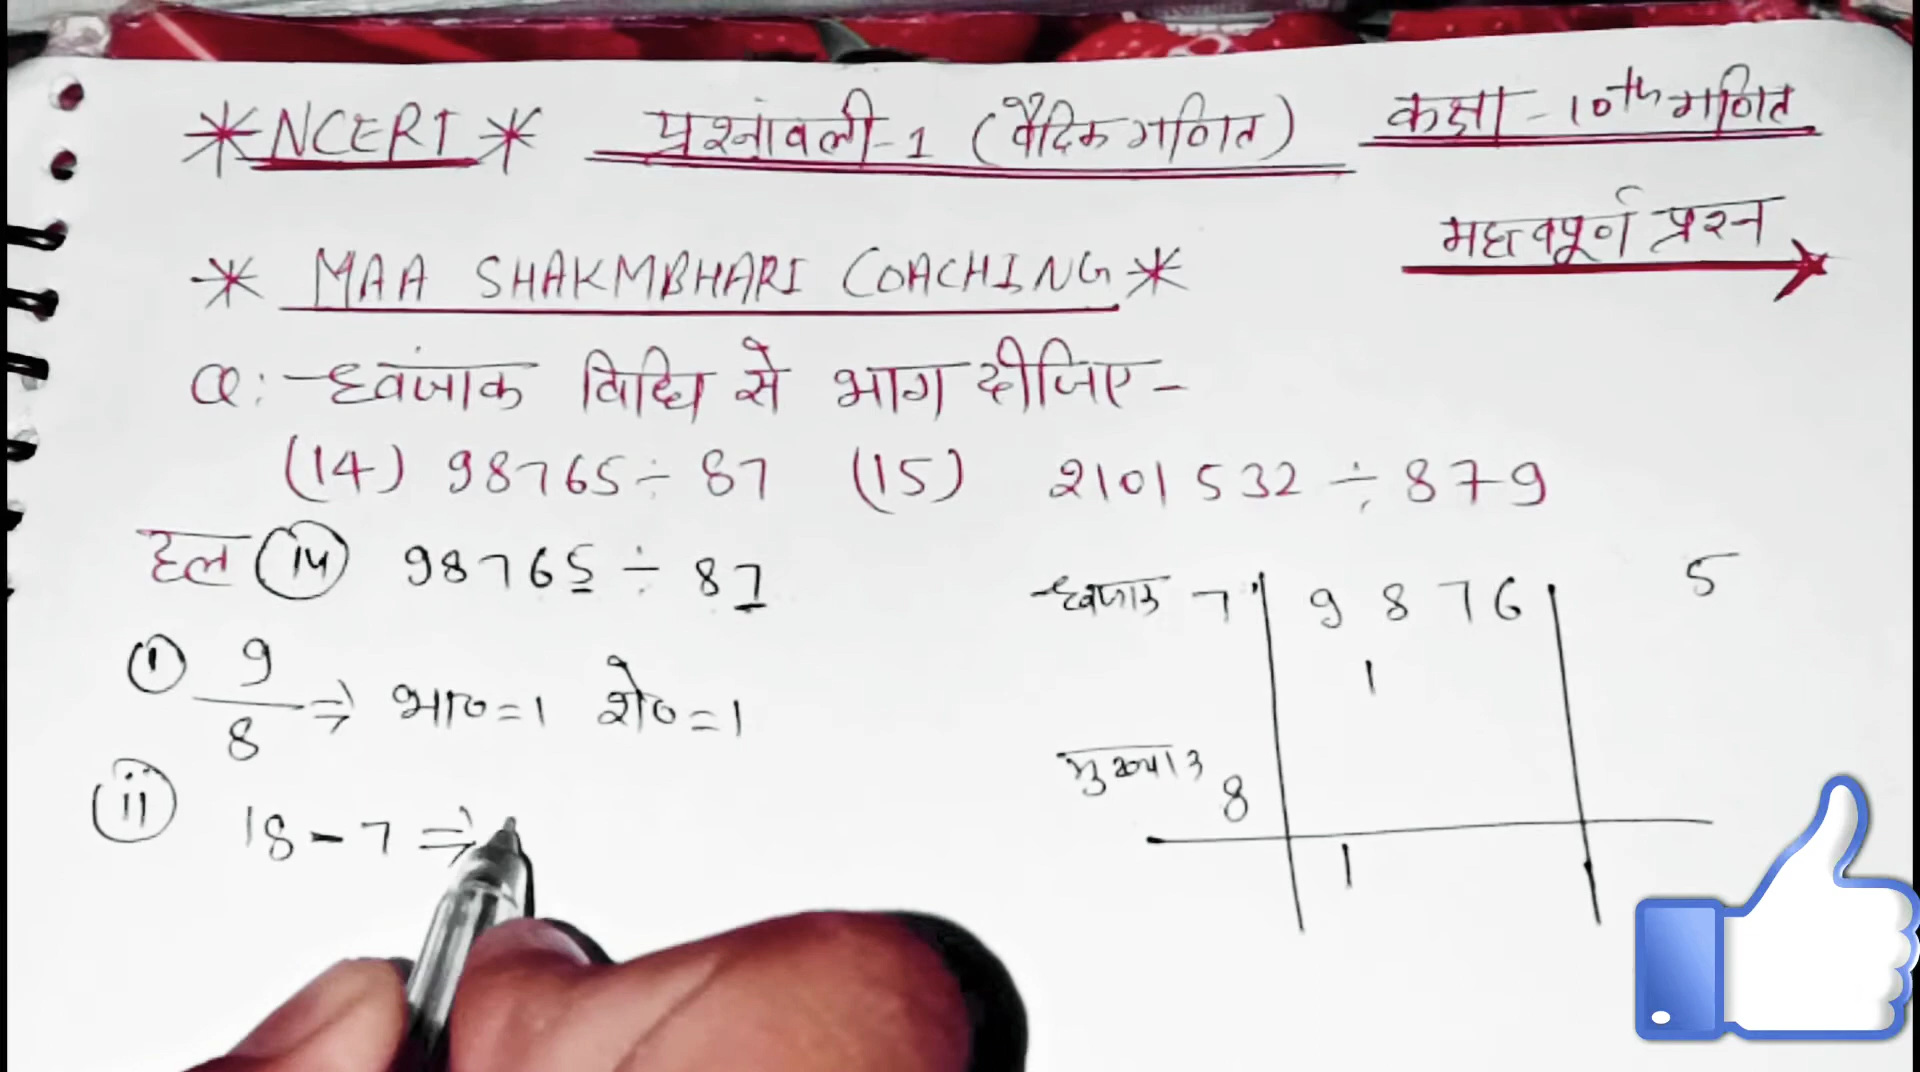 *NCERT* प्रश्नावली-1 (वैदिक गणित) कक्षा-10th गणित
महत्वपूर्ण प्रश्न
* MAA SHAKMBHARI COACHING *
Q:- ध्वंजाक विधि से भाग दीजिए-
(14) 98765÷87 (15) 2101532÷879
हल (14) 98765÷87
(i) 9/8 ⇒ भा०=1 शे०=1
(ii) 18-7 ⇒
ध्वजांक 7 | 9 8 7 6 | 5
1
8
1